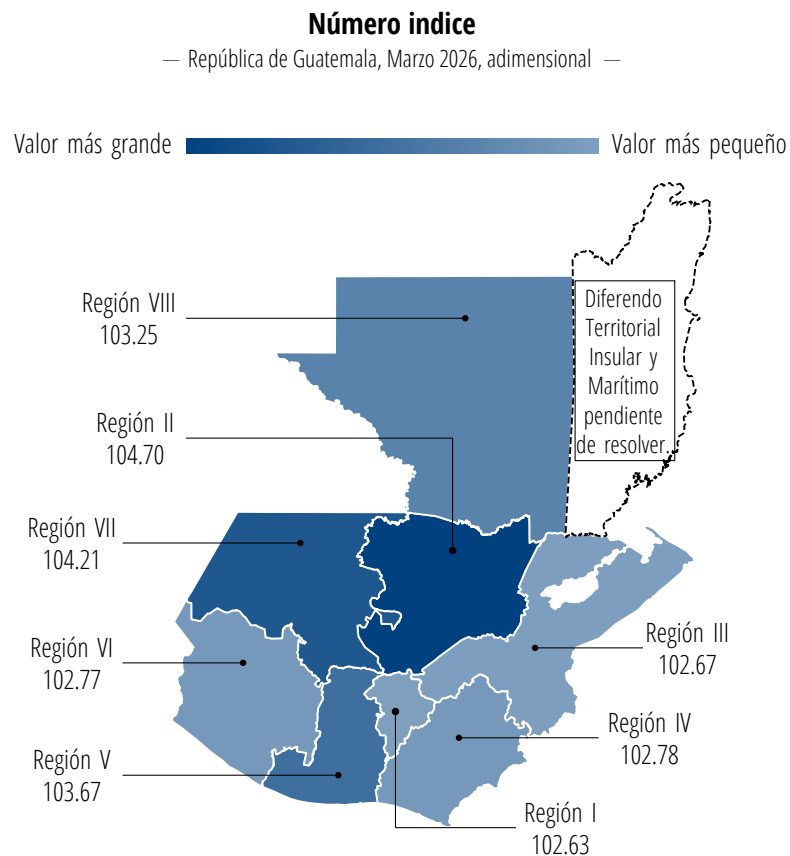 Número indice
— República de Guatemala, Marzo 2026, adimensional —
Valor más grande
Valor más pequeño
Región VIII
103.25
Diferendo
Territorial
Insular y
Marítimo
pendiente
de resolver.
Región II
104.70
Región VII
104.21
Región VI
102.77
Región III
102.67
Región IV
102.78
Región V
103.67
Región I
102.63